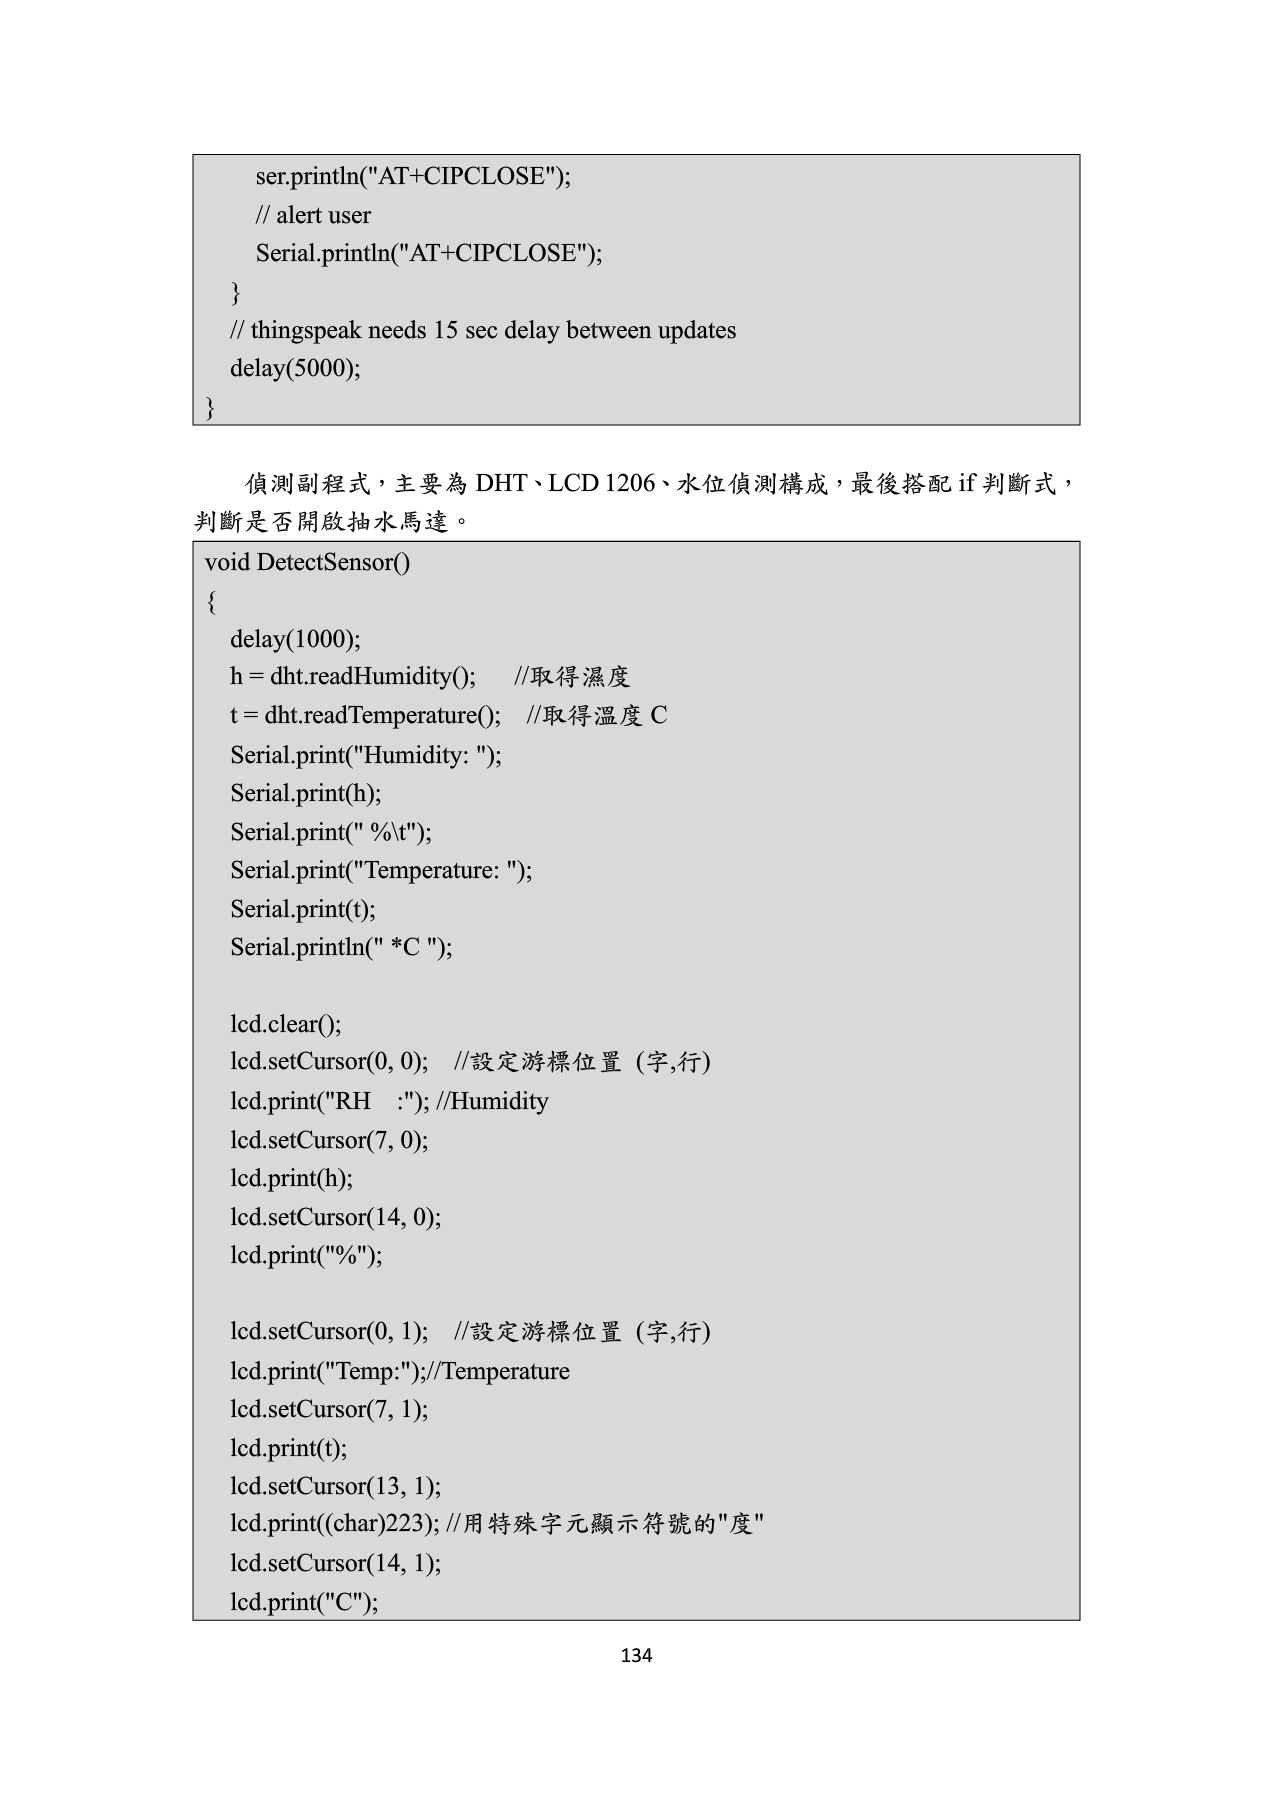 ser.println("AT+CIPCLOSE");
// alert user
Serial.println("AT+CIPCLOSE");
}
// thingspeak needs 15 sec delay between updates
delay(5000);
}
偵測副程式，主要為 DHT、LCD 1206、水位偵測構成，最後搭配 if 判斷式，
判斷是否開啟抽水馬達。
void DetectSensor()
{
delay(1000);
h = dht.readHumidity();   //取得濕度
t = dht.readTemperature();   //取得溫度 C
Serial.print("Humidity: ");
Serial.print(h);
Serial.print(" %\t");
Serial.print("Temperature: ");
Serial.print(t);
Serial.println(" *C ");
lcd.clear();
lcd.setCursor(0, 0);   //設定游標位置 (字,行)
lcd.print("RH   :"); //Humidity
lcd.setCursor(7, 0);
lcd.print(h);
lcd.setCursor(14, 0);
lcd.print("%");
lcd.setCursor(0, 1);   //設定游標位置 (字,行)
lcd.print("Temp:");//Temperature
lcd.setCursor(7, 1);
lcd.print(t);
lcd.setCursor(13, 1);
lcd.print((char)223); //用特殊字元顯示符號的"度"
lcd.setCursor(14, 1);
lcd.print("C");
134